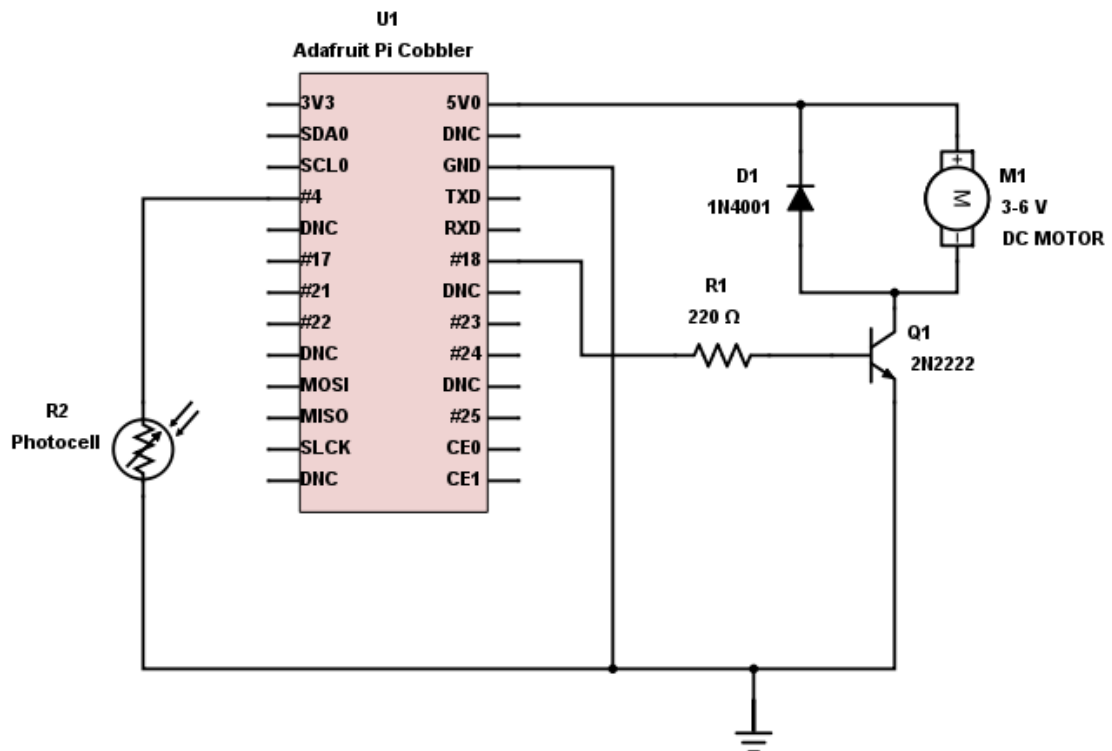 U1
Adafruit Pi Cobbler
3V3
5V0
SDA0
DNC
SCL0
GND
#4
TXD
DNC
RXD
#17
#18
#21
DNC
#22
#23
DNC
#24
MOSI
DNC
MISO
#25
SLCK
CE0
DNC
CE1
R2
Photocell
D1
1N4001
R1
220 Ω
+
M
−
M1
3-6 V
DC MOTOR
Q1
2N2222